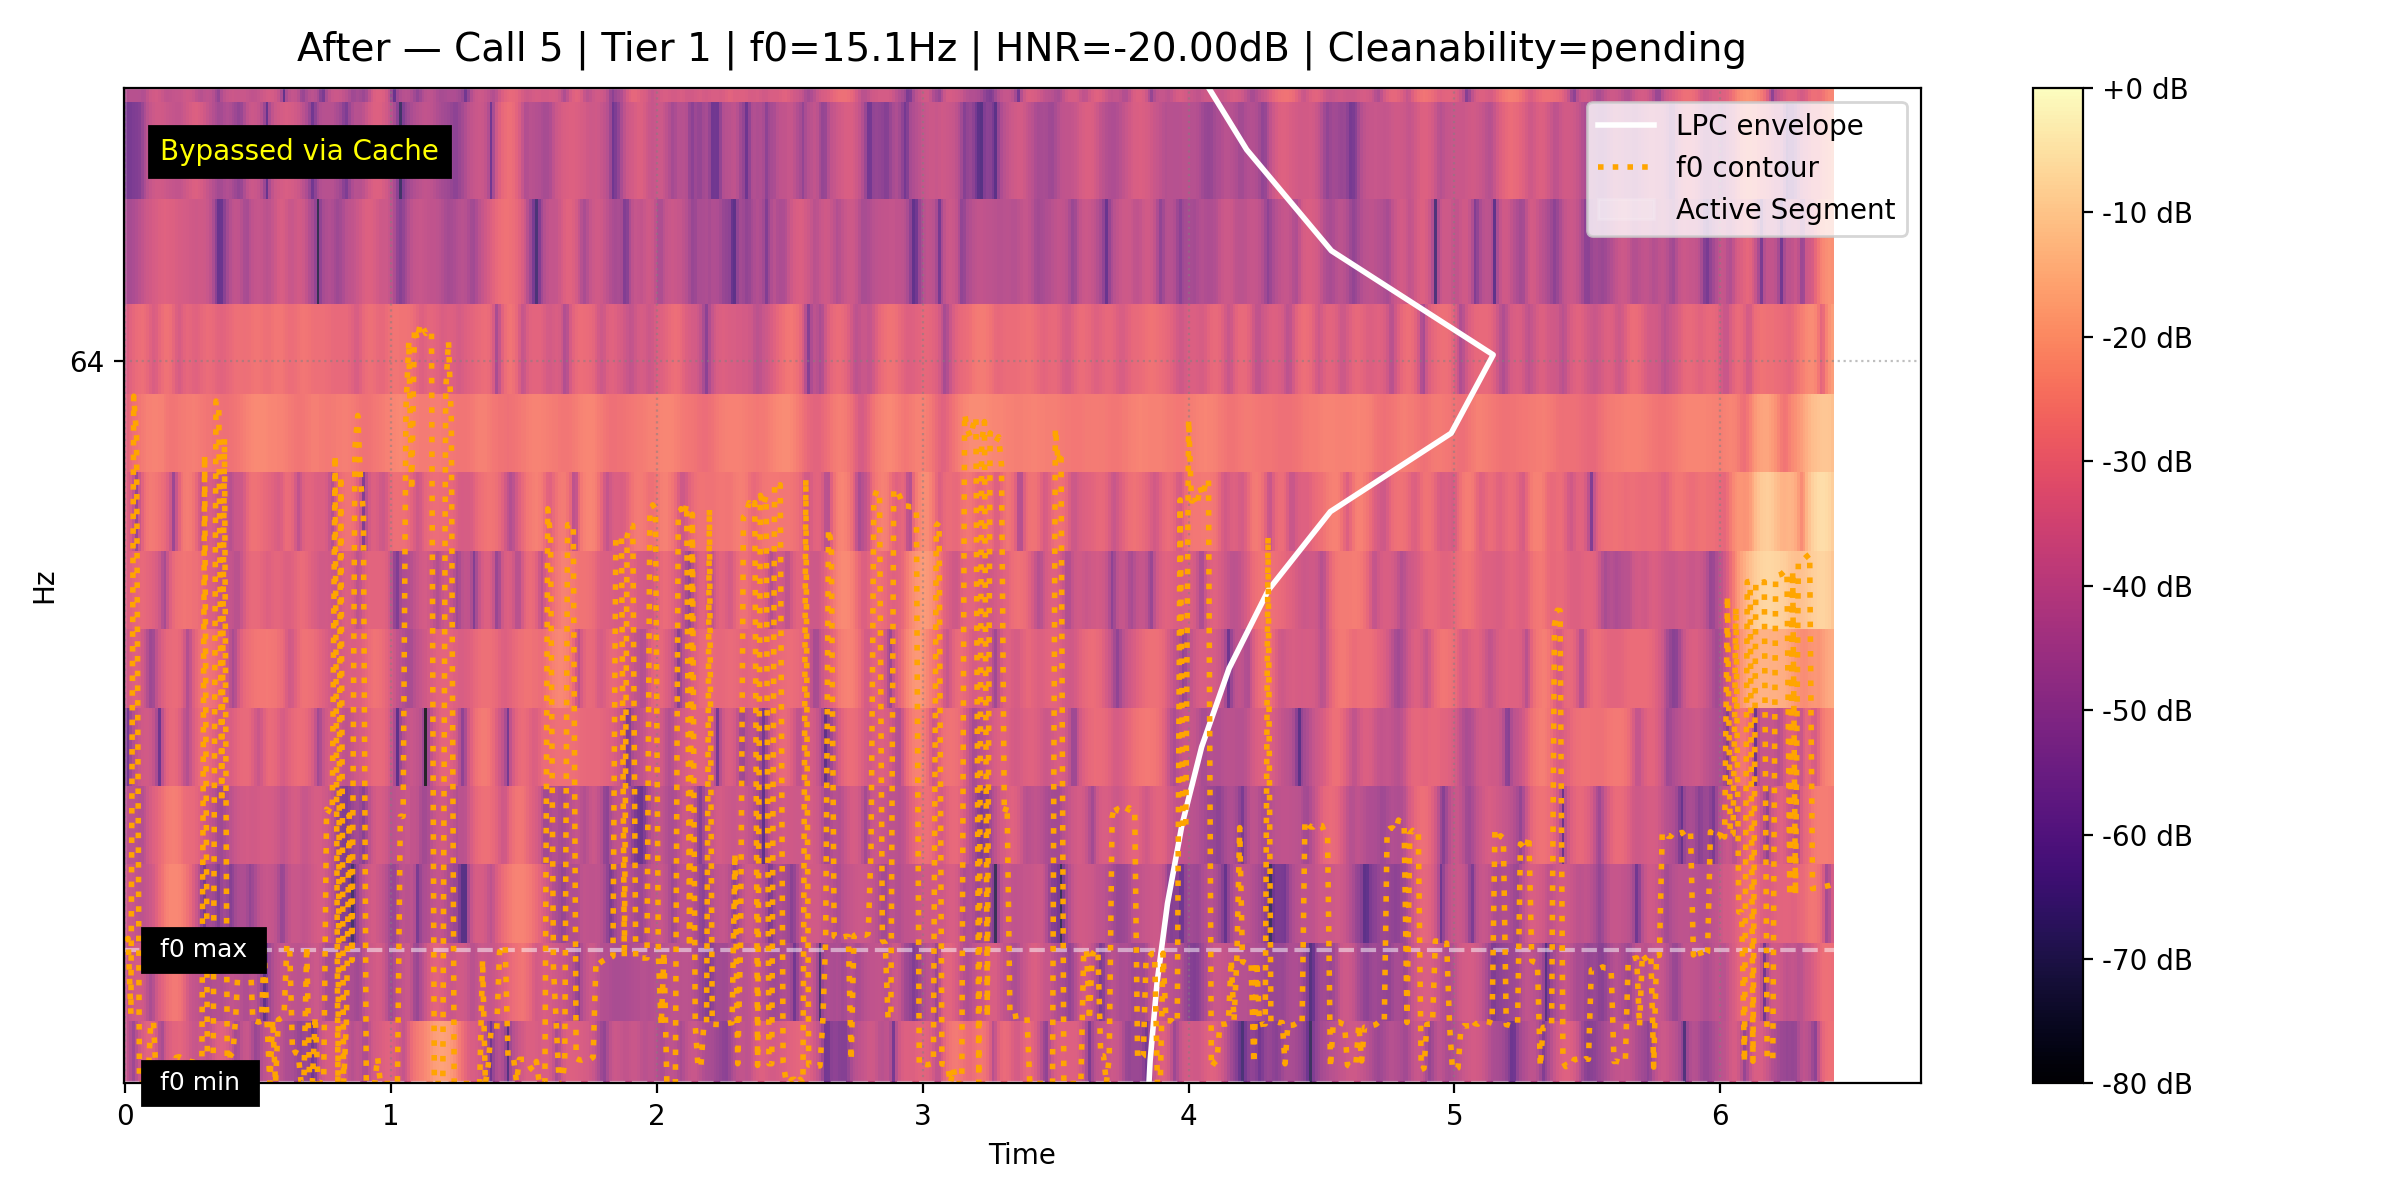 After — Call 5 | Tier 1 | f0=15.1Hz | HNR=-20.00dB | Cleanability=pending
Bypassed via Cache
LPC envelope
f0 contour
Active Segment
+0 dB
-10 dB
-20 dB
-30 dB
-40 dB
-50 dB
-60 dB
-70 dB
-80 dB
64
Hz
f0 max
f0 min
0 1 2 3 4 5 6
Time